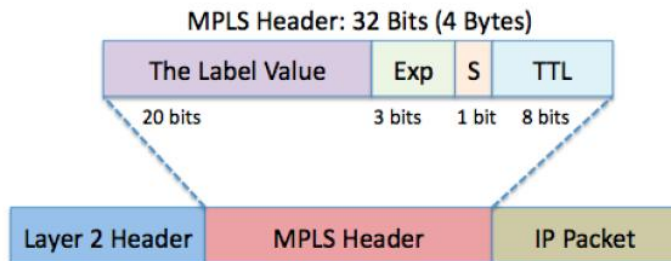 MPLS Header: 32 Bits (4 Bytes)
The Label Value Exp S TTL
20 bits 3 bits 1 bit 8 bits
Layer 2 Header MPLS Header IP Packet